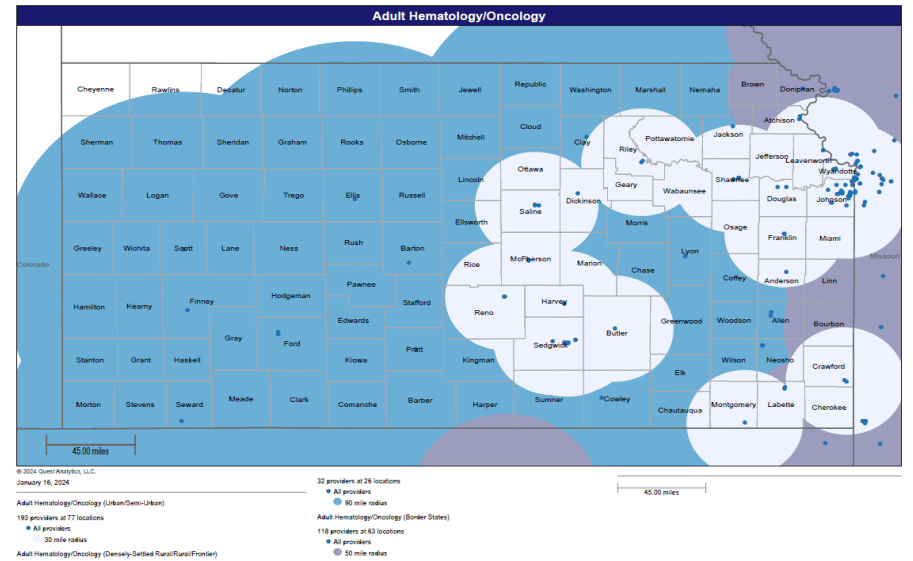 Adult Hematology/Oncology
Cheyenne Rawlins Decatur Norton Phillips Smith Jewell Republic Washington Marshall Nemaha Brown Doniphan
Sherman Thomas Sheridan Graham Rooks Osborne Mitchell Cloud Clay Riley Pottawatomie Jackson Atchison
Jefferson Leavenworth
Wyandotte
Wallace Logan Gove Trego Ellis Russell Lincoln Ottawa Dickinson Geary Wabaunsee Shawnee Douglas Johnson
Saline
Greeley Wichita Scott Lane Ness Rush Barton Ellsworth McPherson Marion Morris Lyon Osage Franklin Miami
Colorado
Missouri
Rice Chase
Hamilton Kearny Finney Hodgeman Pawnee Stafford Reno Harvey Butler Greenwood Coffey Anderson Linn
Gray Ford Edwards Woodson Allen Bourbon
Stanton Grant Haskell Kiowa Pratt Kingman Sedgwick Elk Wilson Neosho Crawford
Morton Stevens Seward Meade Clark Comanche Barber Harper Sumner Cowley Chautauqua Montgomery Labette Cherokee
45.00 miles
© 2024 Quest Analytics, LLC.
January 16, 2024
Adult Hematology/Oncology (Urban/Semi-Urban)
193 providers at 77 locations
All providers
30 mile radius
Adult Hematology/Oncology (Densely-Settled Rural/Rural/Frontier)
32 providers at 26 locations
All providers
90 mile radius
Adult Hematology/Oncology (Border States)
118 providers at 63 locations
All providers
50 mile radius
45.00 miles